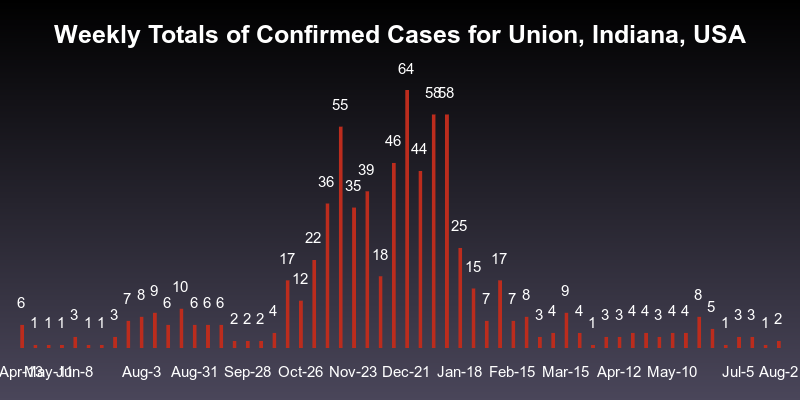 Weekly Totals of Confirmed Cases for Union, Indiana, USA
6 1 1 1 3 1 1 3 7 8 9 6 10 6 6 6 2 2 2 4 17 12 22 36 55 35 39 18 46 64 44 58 58 25 15 7 17 7 8 3 4 9 4 1 3 3 4 4 3 4 4 8 5 1 3 3 1 2
Apr-13 May-11 Jun-8 Aug-3 Aug-31 Sep-28 Oct-26 Nov-23 Dec-21 Jan-18 Feb-15 Mar-15 Apr-12 May-10 Jul-5 Aug-2